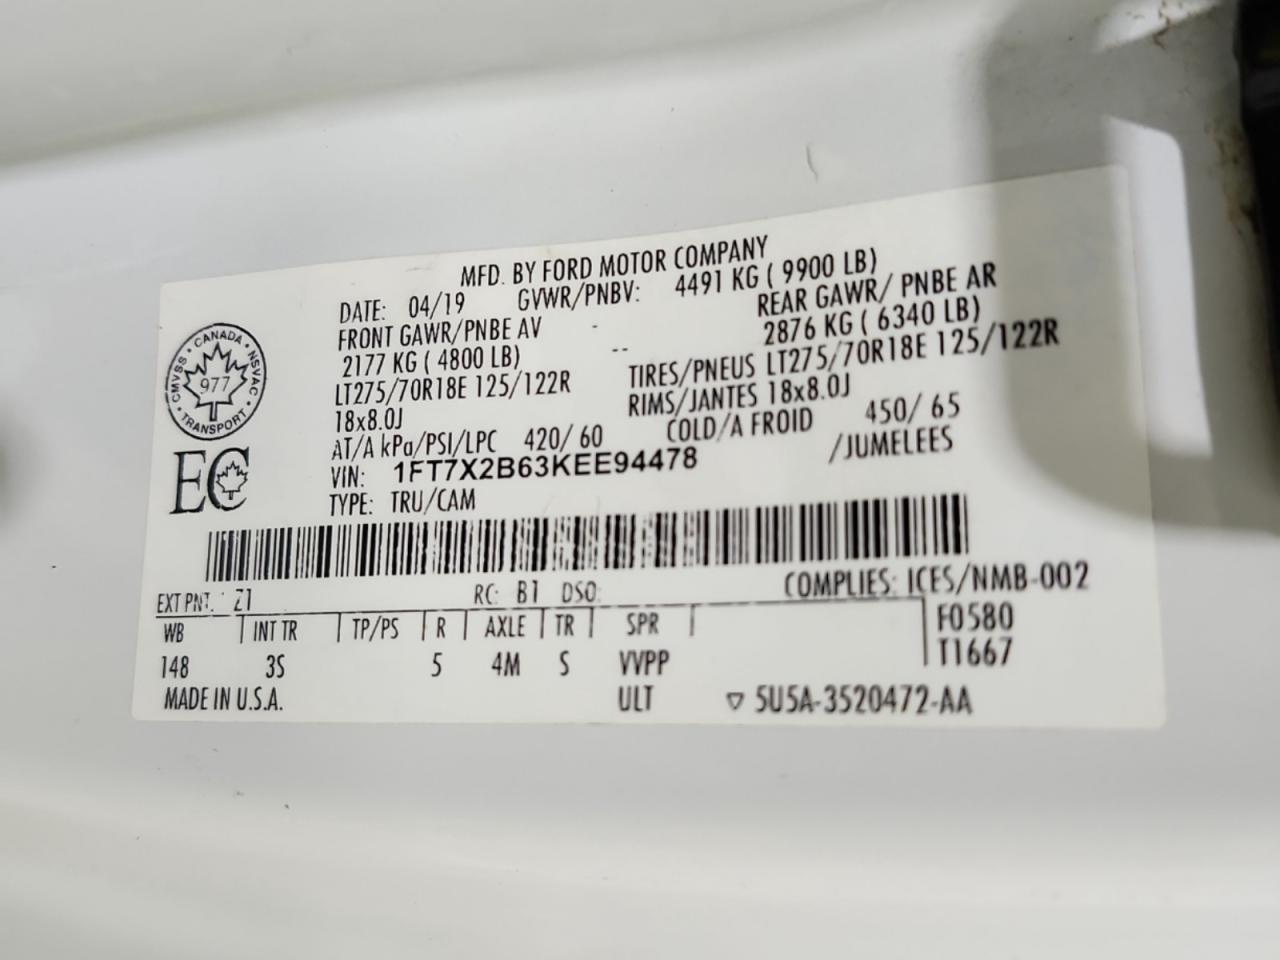 MFD. BY FORD MOTOR COMPANY
DATE: 04/19 GVWR/PNBV: 4491 KG ( 9900 LB)
FRONT GAWR/PNBE AV REAR GAWR/ PNBE AR
2177 KG ( 4800 LB) 2876 KG ( 6340 LB)
LT275/70R18E 125/122R TIRES/PNEUS LT275/70R18E 125/122R
18x8.0J RIMS/JANTES 18x8.0J
AT/A kPa/PSI/LPC 420/ 60 COLD/A FROID 450/ 65
VIN: 1FT7X2B63KEE94478 /JUMELEES
TYPE: TRU/CAM
CANADA
CMVSS NSVAC
977
TRANSPORT
EC
EXT PNT: Z1 RC: B1 DSO: COMPLIES: ICES/NMB-002
WB INT TR TP/PS R AXLE TR SPR F0580
148 3S 5 4M S VVPP T1667
MADE IN U.S.A. ULT ▽ 5U5A-3520472-AA